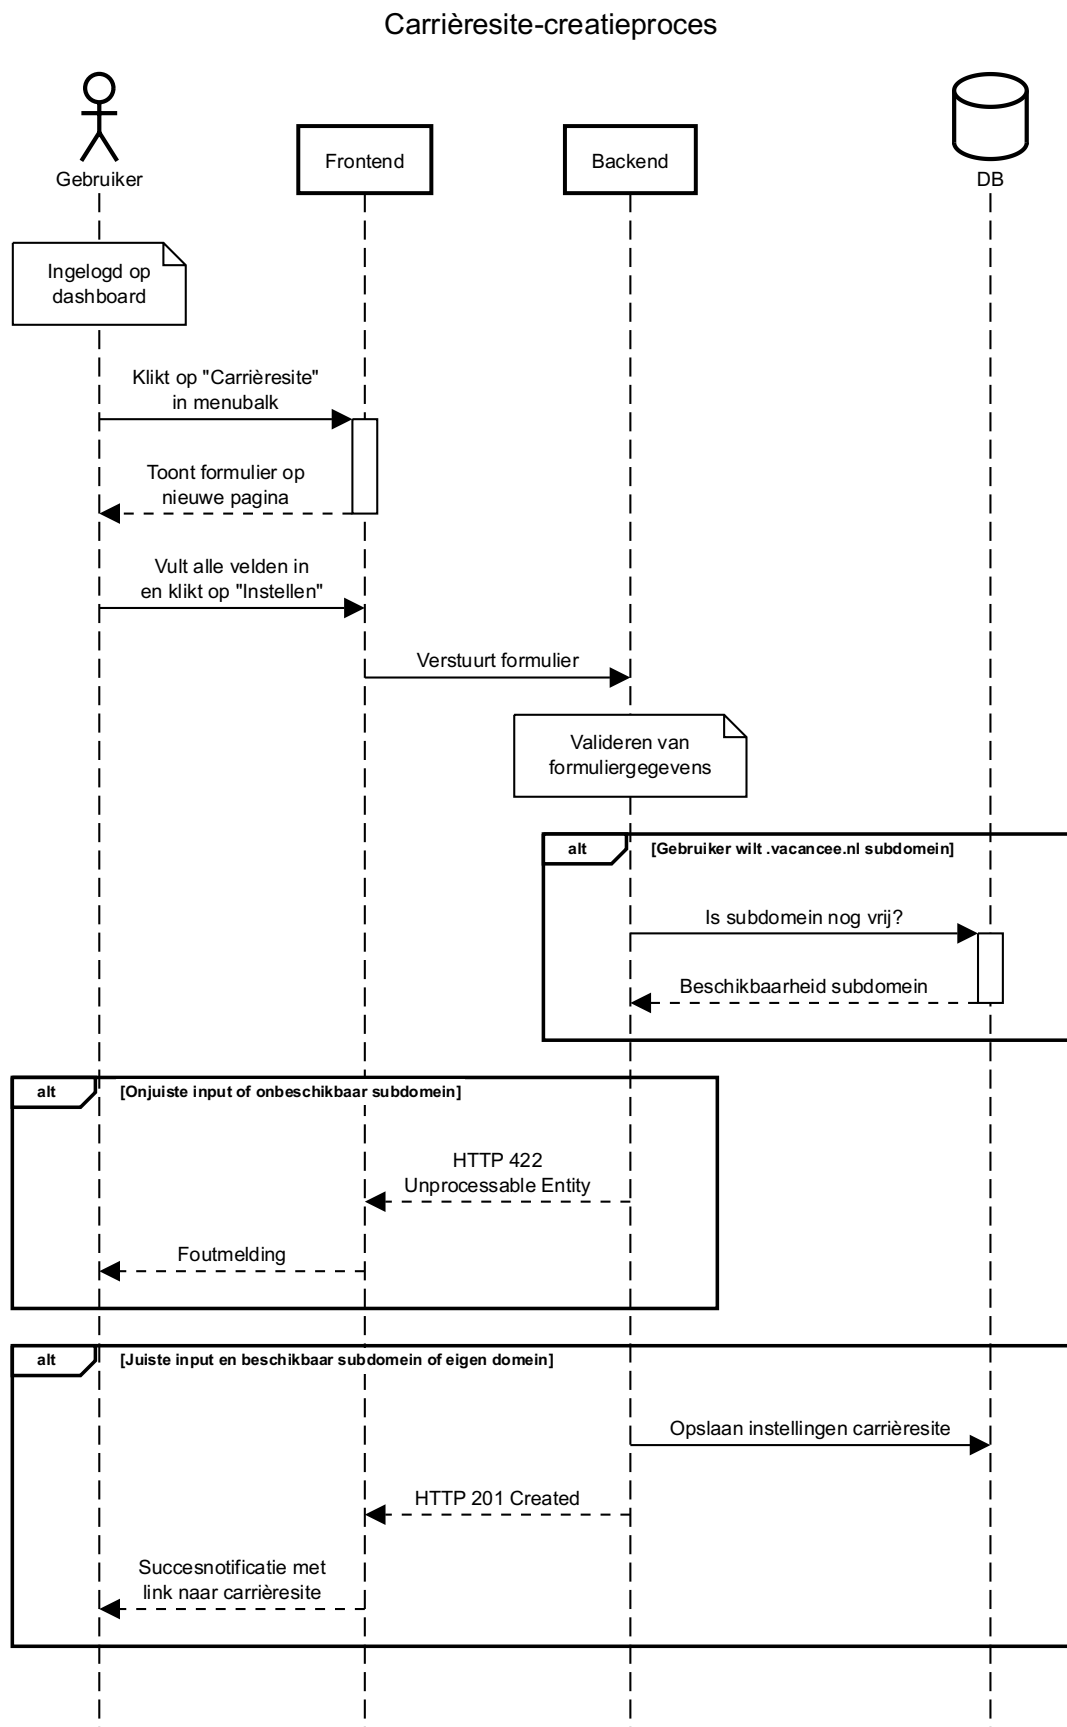 Carrièresite-creatieproces
Gebruiker
Frontend
Backend
DB
Ingelogd op
dashboard
Klikt op "Carrièresite"
in menubalk
Toont formulier op
nieuwe pagina
Vult alle velden in
en klikt op "Instellen"
Verstuurt formulier
Valideren van
formuliergegevens
alt
[Gebruiker wilt .vacancee.nl subdomein]
Is subdomein nog vrij?
Beschikbaarheid subdomein
alt
[Onjuiste input of onbeschikbaar subdomein]
HTTP 422
Unprocessable Entity
Foutmelding
alt
[Juiste input en beschikbaar subdomein of eigen domein]
Opslaan instellingen carrièresite
HTTP 201 Created
Succesnotificatie met
link naar carrièresite